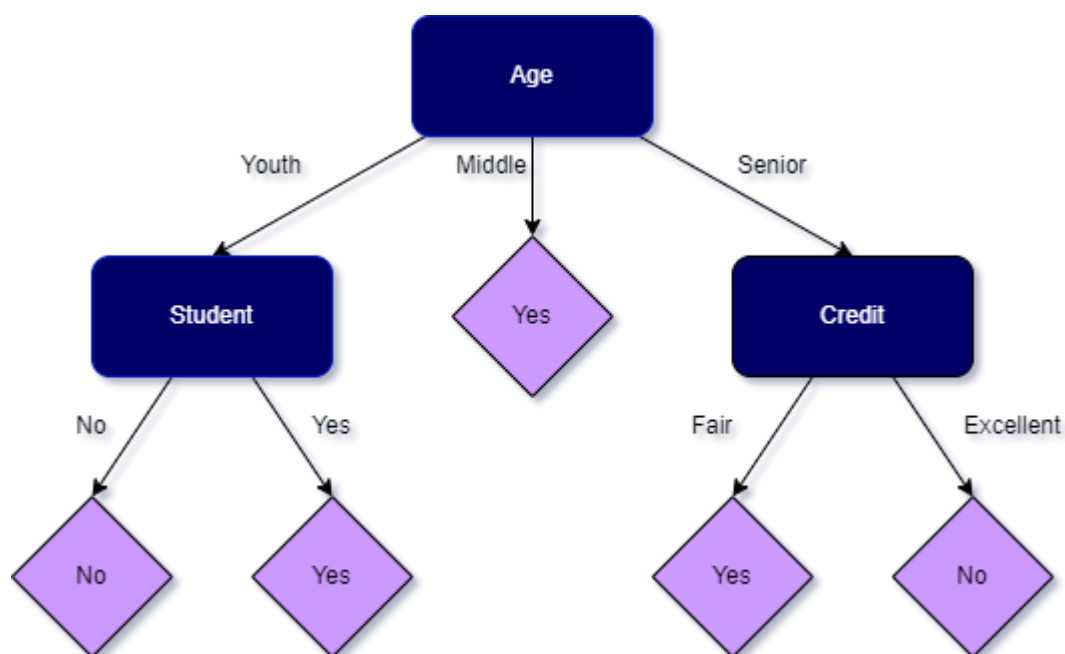 Age
Youth
Middle
Senior
Student
Yes
Credit
No
Yes
Fair
Excellent
No
Yes
Yes
No